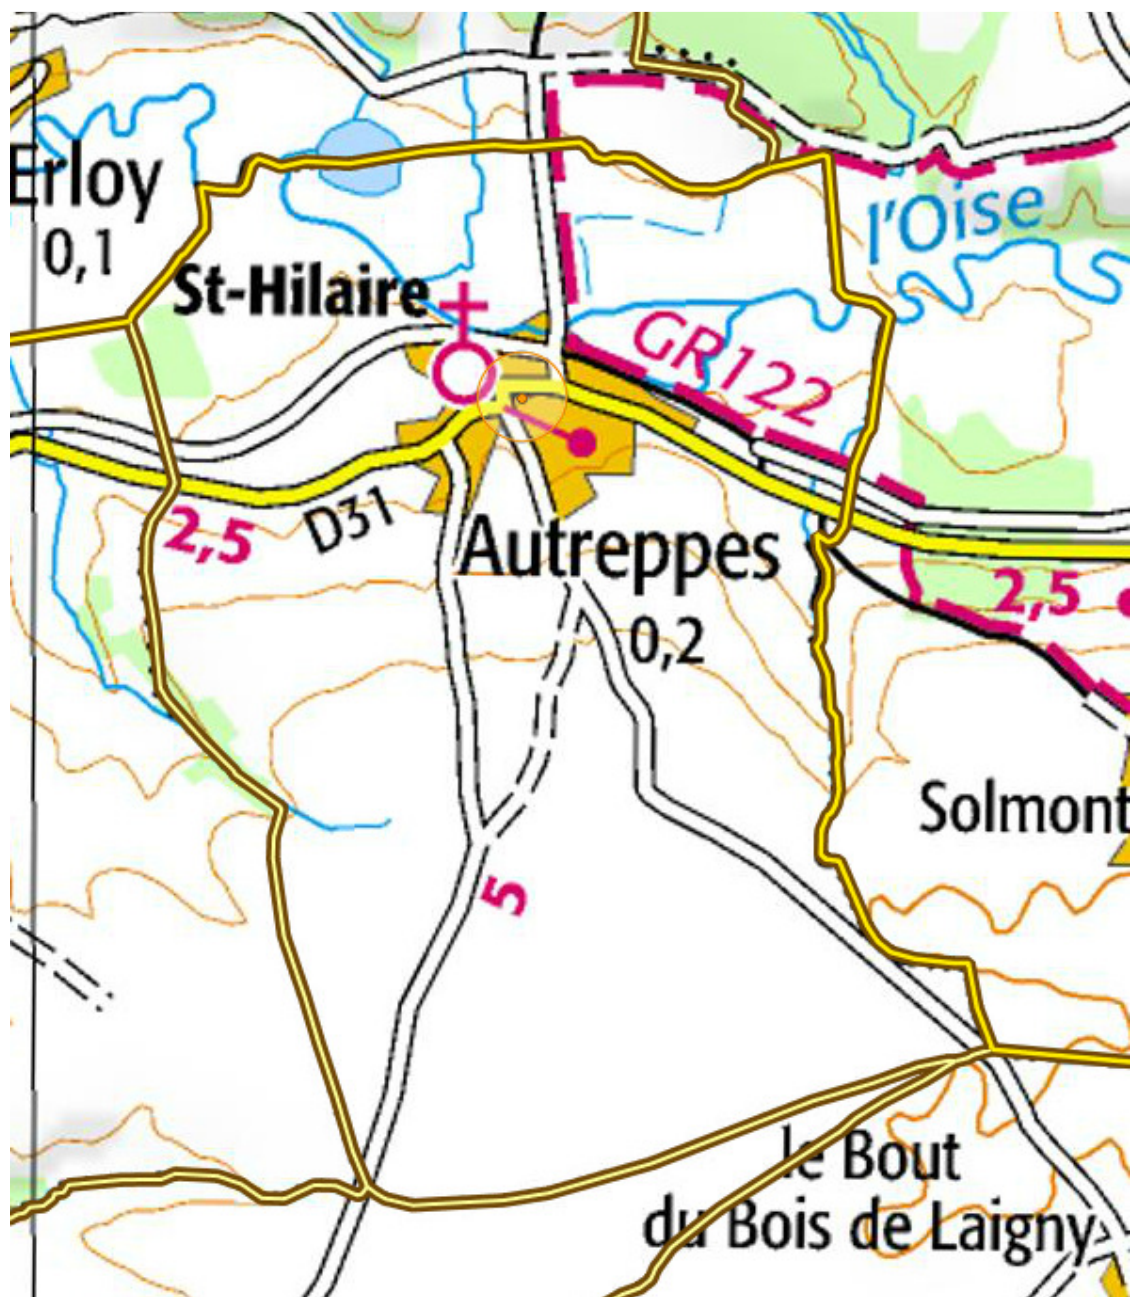 Erloy
0,1
l'Oise
St-Hilaire
GR122
D31
2,5
Autreppes
0,2
2,5
Solmont
5
le Bout
du Bois de Laigny